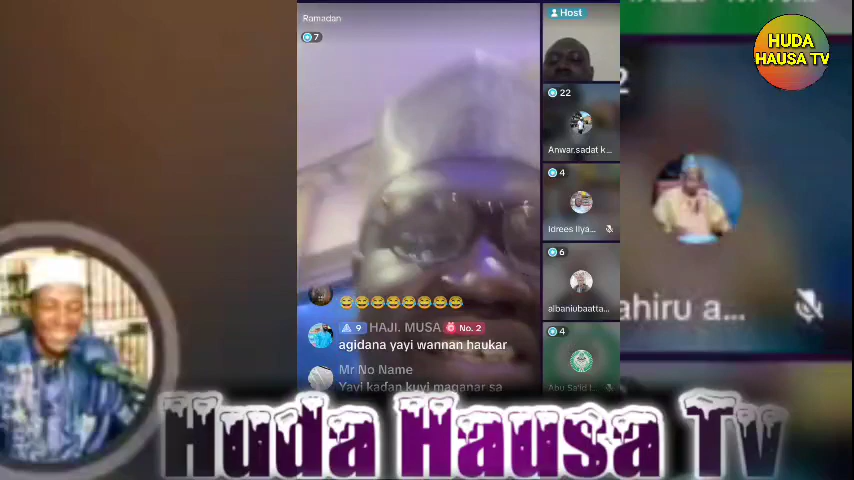 Ramadan
7
Host
22
Anwar.sadat k...
4
Idrees Ilya...
6
albaniubaatta...
4
Abu Sa'id t...
😂😂😂😂😂😂😂😂
9 HAJI. MUSA No. 2
agidana yayi wannan haukar
Mr No Name
Yayi kadan kuyi maganar sa
HUDA
HAUSA TV
ahiru a...
Huda Hausa Tv